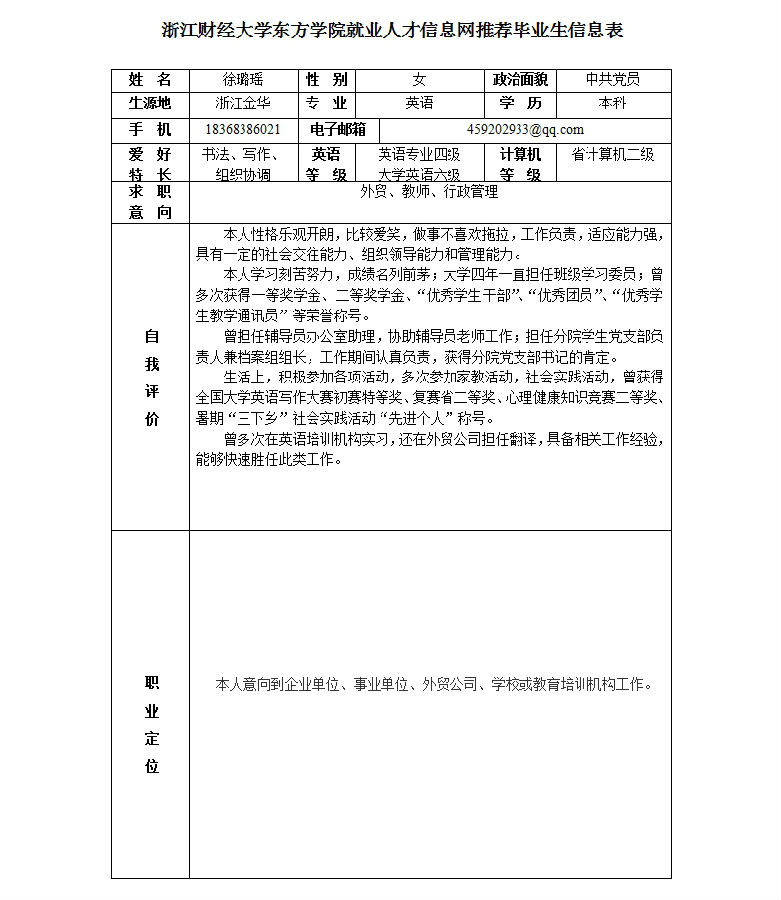 浙江财经大学东方学院就业人才信息网推荐毕业生信息表
姓 名 徐璐瑶 性 别 女 政治面貌 中共党员
生源地 浙江金华 专 业 英语 学 历 本科
手 机 18368386021 电子邮箱 459202933@qq.com
爱 好 书法、写作、 英语 英语专业四级 计算机 省计算机二级
特 长 组织协调 等 级 大学英语六级 等 级
求 职 外贸、教师、行政管理
意 向
本人性格乐观开朗，比较爱笑，做事不喜欢拖拉，工作负责，适应能力强，
具有一定的社会交往能力、组织领导能力和管理能力。
本人学习刻苦努力，成绩名列前茅；大学四年一直担任班级学习委员；曾
多次获得一等奖学金、二等奖学金、“优秀学生干部”、“优秀团员”、“优秀学
生教学通讯员”等荣誉称号。
自
曾担任辅导员办公室助理，协助辅导员老师工作；担任分院学生党支部负
我
责人兼档案组组长，工作期间认真负责，获得分院党支部书记的肯定。
生活上，积极参加各项活动，多次参加家教活动，社会实践活动，曾获得
评
全国大学英语写作大赛初赛特等奖、复赛省二等奖、心理健康知识竞赛二等奖、
价
暑期“三下乡”社会实践活动“先进个人”称号。
曾多次在英语培训机构实习，还在外贸公司担任翻译，具备相关工作经验，
能够快速胜任此类工作。
职
本人意向到企业单位、事业单位、外贸公司、学校或教育培训机构工作。
业
定
位